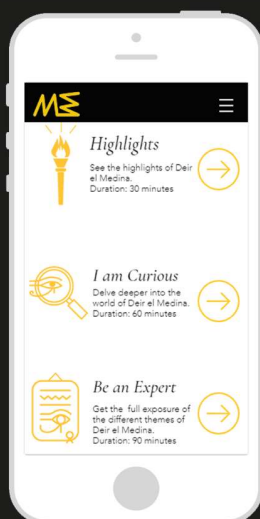 ME
Highlights
See the highlights of Deir
el Medina.
Duration: 30 minutes
I am Curious
Delve deeper into the
world of Deir el Medina.
Duration: 60 minutes
Be an Expert
Get the full exposure of
the different themes of
Deir el Medina.
Duration: 90 minutes